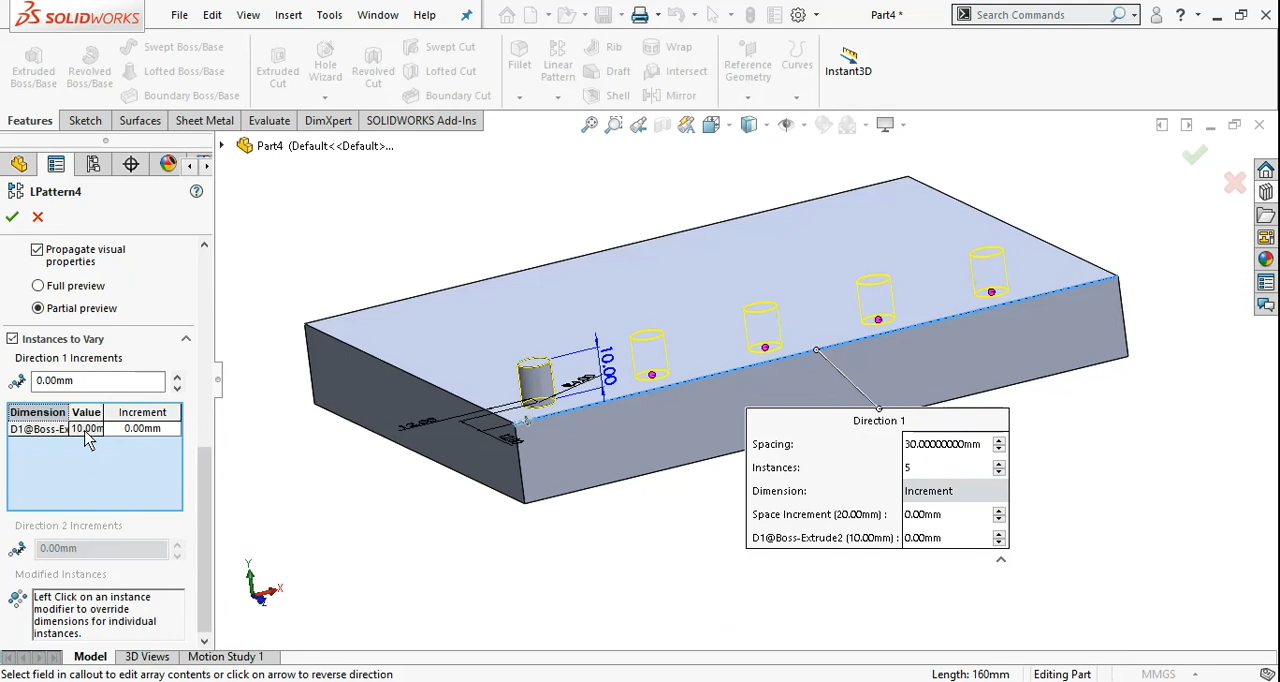 SOLIDWORKS File Edit View Insert Tools Window Help Part4 * Search Commands ?
Extruded Boss/Base
Revolved Boss/Base
Swept Boss/Base
Lofted Boss/Base
Boundary Boss/Base
Extruded Cut
Hole Wizard
Revolved Cut
Swept Cut
Lofted Cut
Boundary Cut
Fillet
Linear Pattern
Rib
Draft
Shell
Wrap
Intersect
Mirror
Reference Geometry
Curves
Instant3D
Features Sketch Surfaces Sheet Metal Evaluate DimXpert SOLIDWORKS Add-Ins
Part4 (Default<<Default>...
LPattern4
Propagate visual
properties
Full preview
Partial preview
Instances to Vary
Direction 1 Increments
0.00mm
Dimension Value Increment
D1@Boss-Ex 10.00m 0.00mm
Direction 2 Increments
0.00mm
Modified Instances
Left Click on an instance
modifier to override
dimensions for individual
instances.
10.00
Direction 1
Spacing: 30.00000000mm
Instances: 5
Dimension: Increment
Space Increment (20.00mm) : 0.00mm
D1@Boss-Extrude2 (10.00mm) : 0.00mm
Y
X
Z
Model 3D Views Motion Study 1
Select field in callout to edit array contents or click on arrow to reverse direction Length: 160mm Editing Part MMGS